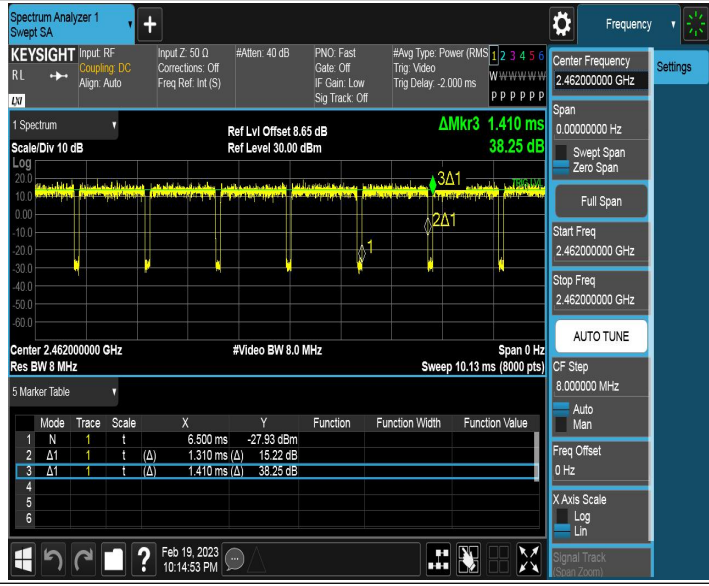 Spectrum Analyzer 1
Swept SA
Frequency
KEYSIGHT Input: RF Input Z: 50 Ω #Atten: 40 dB PNO: Fast #Avg Type: Power (RMS 1 2 3 4 5 6
RL Coupling: DC Corrections: Off Gate: Off Trig: Video W W W W W W
Align: Auto Freq Ref: Int (S) IF Gain: Low Trig Delay: -2.000 ms
LXI Sig Track: Off P P P P P P
1 Spectrum
Ref Lvl Offset 8.65 dB
ΔMkr3 1.410 ms
Scale/Div 10 dB Ref Level 30.00 dBm 38.25 dB
Log
20.0
10.0
0.00
-10.0
-20.0
-30.0
-40.0
-50.0
-60.0
3Δ1
TRIG LVL
2Δ1
1
Center 2.462000000 GHz #Video BW 8.0 MHz Span 0 Hz
Res BW 8 MHz Sweep 10.13 ms (8000 pts)
5 Marker Table
Mode Trace Scale X Y Function Function Width Function Value
1 N 1 t 6.500 ms -27.93 dBm
2 Δ1 1 t (Δ) 1.310 ms (Δ) 15.22 dB
3 Δ1 1 t (Δ) 1.410 ms (Δ) 38.25 dB
4
5
6
Feb 19, 2023
10:14:53 PM
Center Frequency
2.462000000 GHz
Settings
Span
0.00000000 Hz
Swept Span
Zero Span
Full Span
Start Freq
2.462000000 GHz
Stop Freq
2.462000000 GHz
AUTO TUNE
CF Step
8.000000 MHz
Auto
Man
Freq Offset
0 Hz
X Axis Scale
Log
Lin
Signal Track
(Span Zoom)